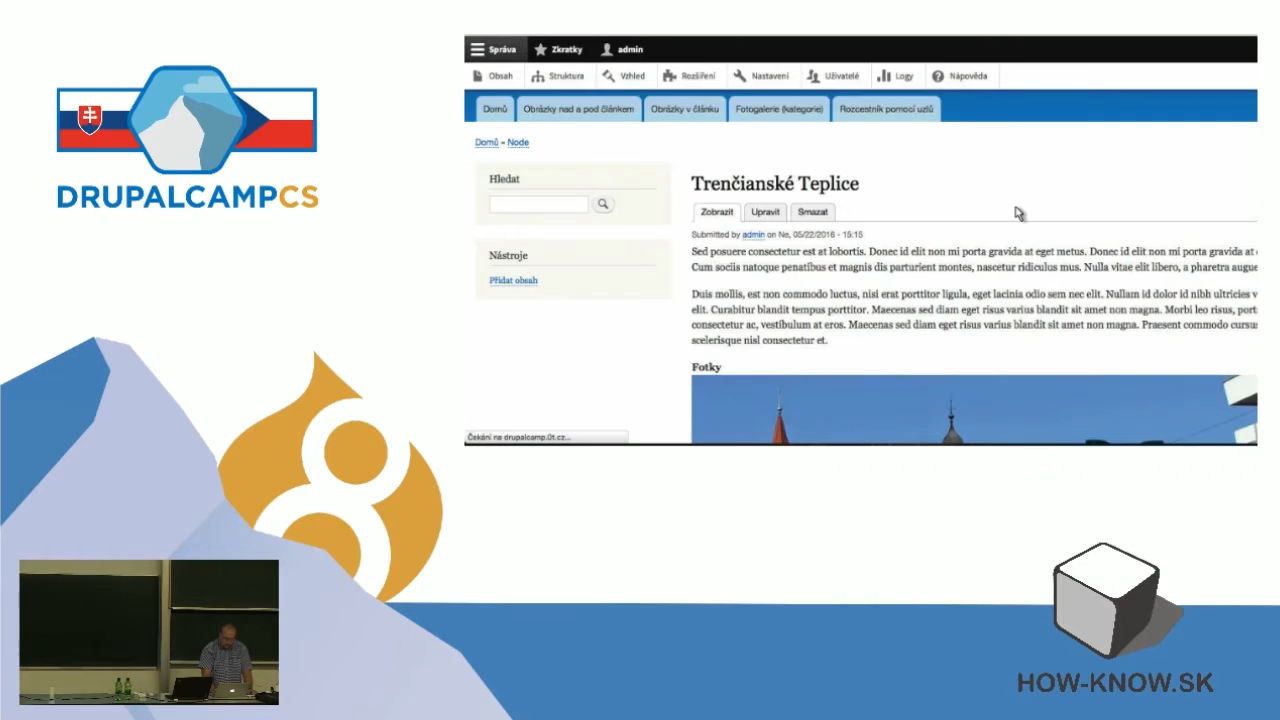 DRUPALCAMPCS
Správa Zkratky admin
Obsah Struktura Vzhled Rozšíření Nastavení Uživatelé Logy Nápověda
Domů Obrázky nad a pod článkem Obrázky v článku Fotogalerie (kategorie) Rozcestník pomocí uzlů
Domů » Node
Hledat
Nástroje
Přidat obsah
Trenčianské Teplice
Zobrazit Upravit Smazat
Submitted by admin on Ne, 05/22/2016 - 15:15
Sed posuere consectetur est at lobortis. Donec id elit non mi porta gravida at eget metus. Donec id elit non mi porta gravida at
Cum sociis natoque penatibus et magnis dis parturient montes, nascetur ridiculus mus. Nulla vitae elit libero, a pharetra augue
Duis mollis, est non commodo luctus, nisi erat porttitor ligula, eget lacinia odio sem nec elit. Nullam id dolor id nibh ultricies v
elit. Curabitur blandit tempus porttitor. Maecenas sed diam eget risus varius blandit sit amet non magna. Morbi leo risus, port
consectetur ac, vestibulum at eros. Maecenas sed diam eget risus varius blandit sit amet non magna. Praesent commodo cursu
scelerisque nisl consectetur et.
Fotky
Čekání na drupalcamp.0t.cz...
HOW-KNOW.SK